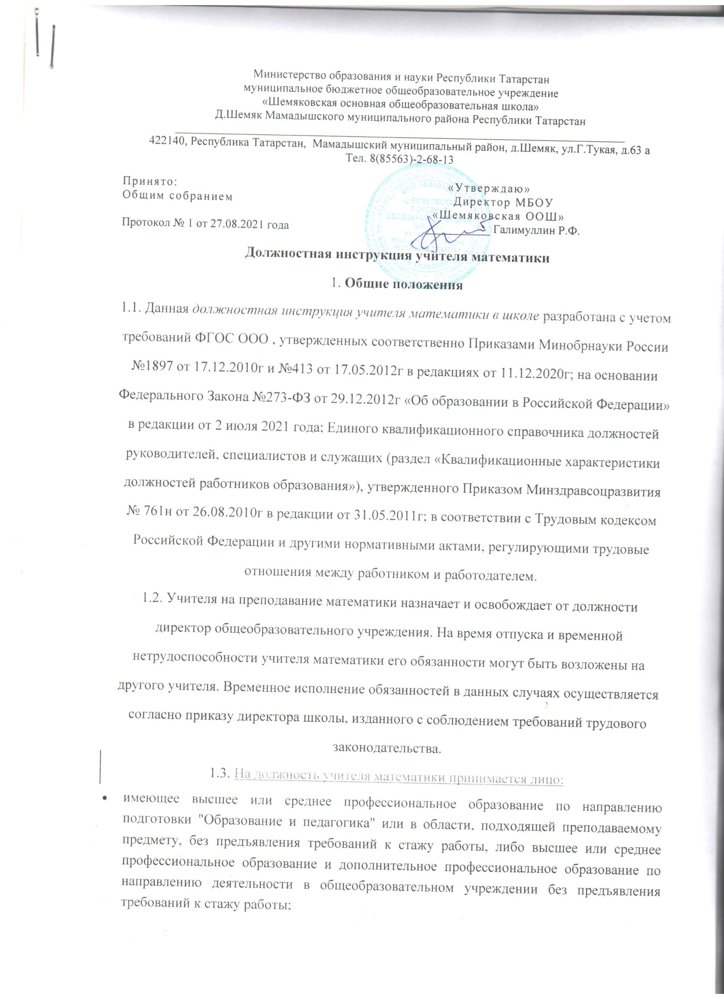 Министерство образования и науки Республики Татарстан
муниципальное бюджетное общеобразовательное учреждение
«Шемяковская основная общеобразовательная школа»
Д.Шемяк Мамадышского муниципального района Республики Татарстан
422140, Республика Татарстан, Мамадышский муниципальный район, д.Шемяк, ул.Г.Тукая, д.63 а
Тел. 8(85563)-2-68-13
Принято:
Общим собранием
Протокол № 1 от 27.08.2021 года
«Утверждаю»
Директор МБОУ
«Шемяковская ООШ»
Галимуллин Р.Ф.
«ШЕМЯКОВСКАЯ
ОСНОВНАЯ
ОБЩЕОБРАЗОВАТЕЛЬНАЯ
РЕСПУБЛИКИ ТАТАРСТАН
Должностная инструкция учителя математики
1. Общие положения
1.1. Данная должностная инструкция учителя математики в школе разработана с учетом
требований ФГОС ООО , утвержденных соответственно Приказами Минобрнауки России
№1897 от 17.12.2010г и №413 от 17.05.2012г в редакциях от 11.12.2020г; на основании
Федерального Закона №273-ФЗ от 29.12.2012г «Об образовании в Российской Федерации»
в редакции от 2 июля 2021 года; Единого квалификационного справочника должностей
руководителей, специалистов и служащих (раздел «Квалификационные характеристики
должностей работников образования»), утвержденного Приказом Минздравсоцразвития
№ 761н от 26.08.2010г в редакции от 31.05.2011г; в соответствии с Трудовым кодексом
Российской Федерации и другими нормативными актами, регулирующими трудовые
отношения между работником и работодателем.
1.2. Учителя на преподавание математики назначает и освобождает от должности
директор общеобразовательного учреждения. На время отпуска и временной
нетрудоспособности учителя математики его обязанности могут быть возложены на
другого учителя. Временное исполнение обязанностей в данных случаях осуществляется
согласно приказу директора школы, изданного с соблюдением требований трудового
законодательства.
1.3. На должность учителя математики принимается лицо:
• имеющее высшее или среднее профессиональное образование по направлению
подготовки "Образование и педагогика" или в области, подходящей преподаваемому
предмету, без предъявления требований к стажу работы, либо высшее или среднее
профессиональное образование и дополнительное профессиональное образование по
направлению деятельности в общеобразовательном учреждении без предъявления
требований к стажу работы;